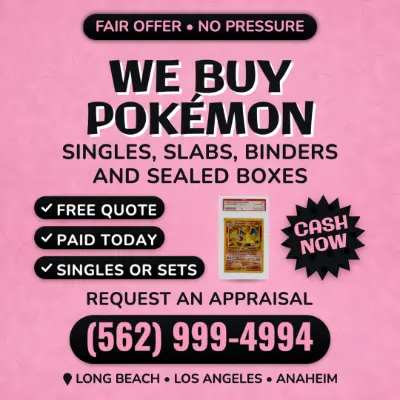 FAIR OFFER • NO PRESSURE
WE BUY
POKÉMON
SINGLES, SLABS, BINDERS
AND SEALED BOXES
✓ FREE QUOTE
✓ PAID TODAY
✓ SINGLES OR SETS
CASH
NOW
REQUEST AN APPRAISAL
(562) 999-4994
LONG BEACH • LOS ANGELES • ANAHEIM